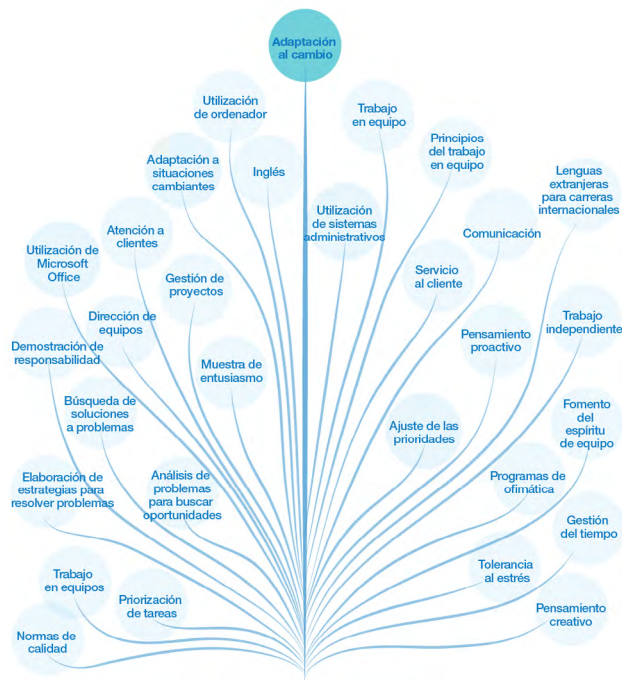 Adaptación
al cambio
Utilización
de ordenador
Trabajo
en equipo
Principios
del trabajo
en equipo
Adaptación a
situaciones
cambiantes
Inglés
Lenguas
extranjeras
para carreras
internacionales
Utilización
de sistemas
administrativos
Atención a
clientes
Comunicación
Utilización de
Microsoft
Office
Gestión de
proyectos
Servicio
al cliente
Dirección de
equipos
Trabajo
independiente
Demostración de
responsabilidad
Pensamiento
proactivo
Muestra de
entusiasmo
Búsqueda de
soluciones
a problemas
Ajuste de las
prioridades
Fomento
del
espíritu
de equipo
Elaboración de
estrategias para
resolver problemas
Análisis de
problemas
para buscar
oportunidades
Programas de
ofimática
Gestión
del tiempo
Trabajo
en equipos
Tolerancia
al estrés
Priorización
de tareas
Pensamiento
creativo
Normas de
calidad